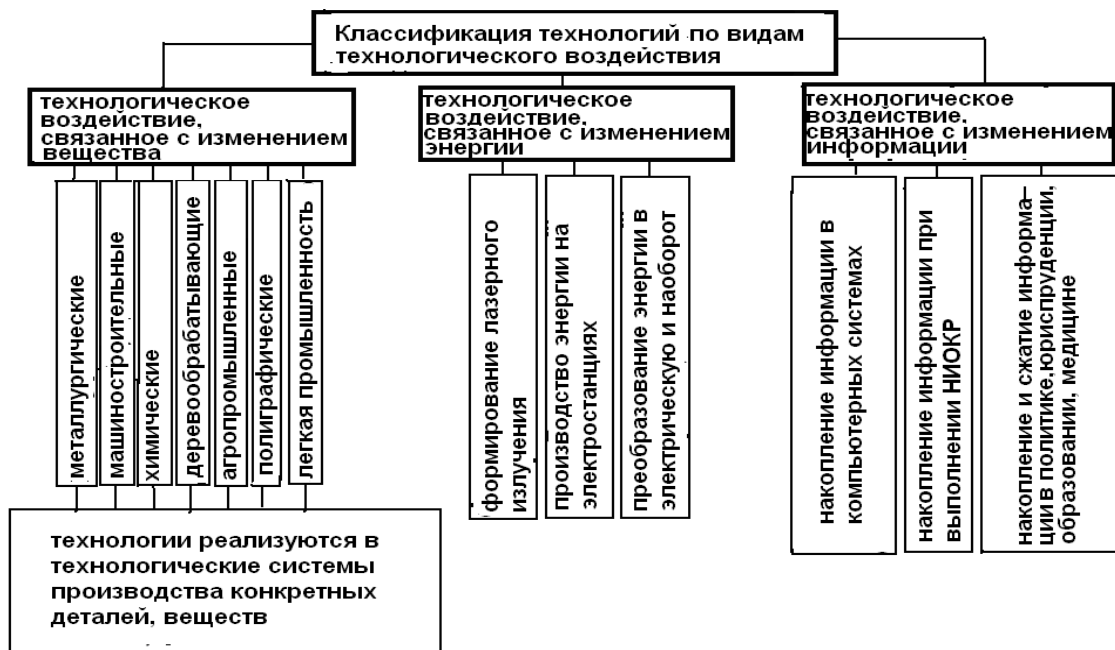 Классификация технологий по видам
технологического воздействия
технологическое
воздействие,
связанное с изменением
вещества
технологическое
воздействие,
связанное с изменением
энергии
технологическое
воздействие,
связанное с изменением
информации
металлургические
машиностроительные
химические
деревообрабатывающие
агропромышленные
полиграфические
легкая промышленность
формирование лазерного
излучения
производство энергии на
электростанциях
преобразование энергии в
электрическую и наоборот
накопление информации в
компьютерных системах
накопление информации при
выполнении НИОКР
накопление и сжатие информа–
ции в политике,юриспруденции,
образовании, медицине
технологии реализуются в
технологические системы
производства конкретных
деталей, веществ